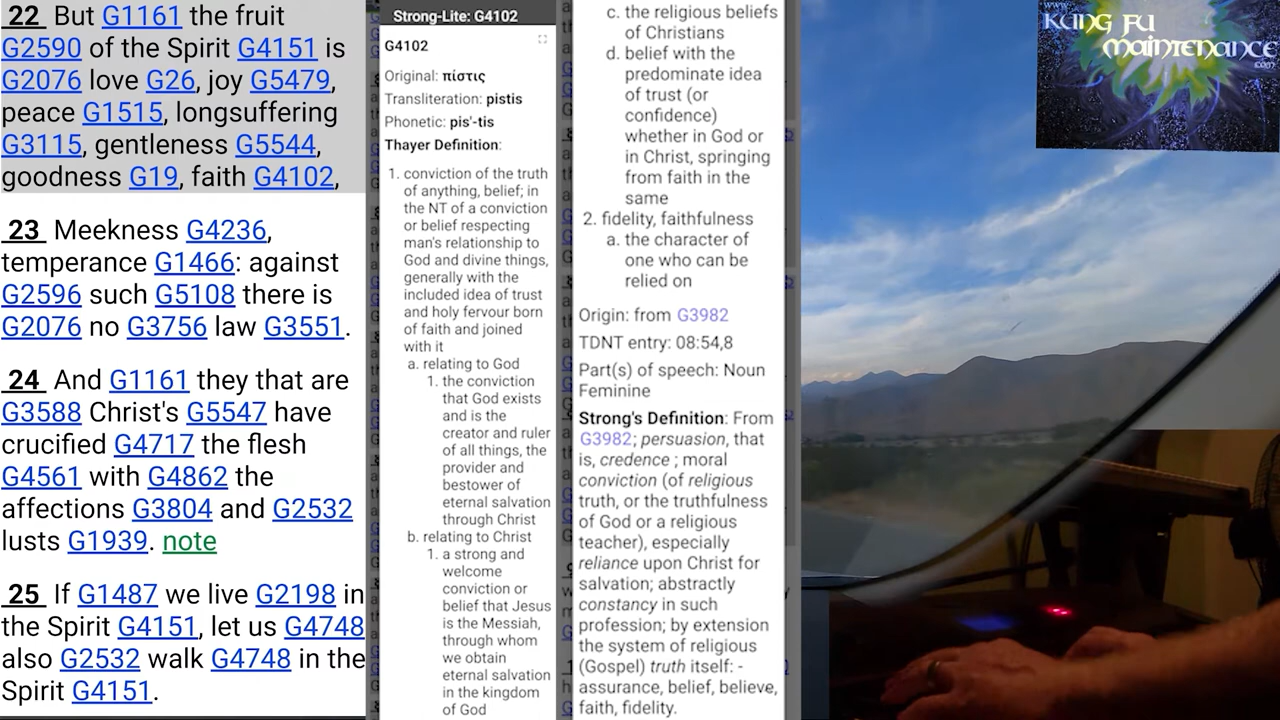 22 But G1161 the fruit
G2590 of the Spirit G4151 is
G2076 love G26, joy G5479,
peace G1515, longsuffering
G3115, gentleness G5544,
goodness G19, faith G4102,
23 Meekness G4236,
temperance G1466: against
G2596 such G5108 there is
G2076 no G3756 law G3551.
24 And G1161 they that are
G3588 Christ's G5547 have
crucified G4717 the flesh
G4561 with G4862 the
affections G3804 and G2532
lusts G1939. note
25 If G1487 we live G2198 in
the Spirit G4151, let us G4748
also G2532 walk G4748 in the
Spirit G4151.
Strong-Lite: G4102
G4102
Original: πίστις
Transliteration: pistis
Phonetic: pis'-tis
Thayer Definition:
1. conviction of the truth
of anything, belief; in
the NT of a conviction
or belief respecting
man's relationship to
God and divine things,
generally with the
included idea of trust
and holy fervour born
of faith and joined
with it
a. relating to God
1. the conviction
that God exists
and is the
creator and ruler
of all things, the
provider and
bestower of
eternal salvation
through Christ
b. relating to Christ
1. a strong and
welcome
conviction or
belief that Jesus
is the Messiah,
through whom
we obtain
eternal salvation
in the kingdom
of God
c. the religious beliefs
of Christians
d. belief with the
predominate idea
of trust (or
confidence)
whether in God or
in Christ, springing
from faith in the
same
2. fidelity, faithfulness
a. the character of
one who can be
relied on
Origin: from G3982
TDNT entry: 08:54,8
Part(s) of speech: Noun
Feminine
Strong's Definition: From
G3982; persuasion, that
is, credence ; moral
conviction (of religious
truth, or the truthfulness
of God or a religious
teacher), especially
reliance upon Christ for
salvation; abstractly
constancy in such
profession; by extension
the system of religious
(Gospel) truth itself: -
assurance, belief, believe,
faith, fidelity.
www.
KUNG FU
MAINTENANCE
.com